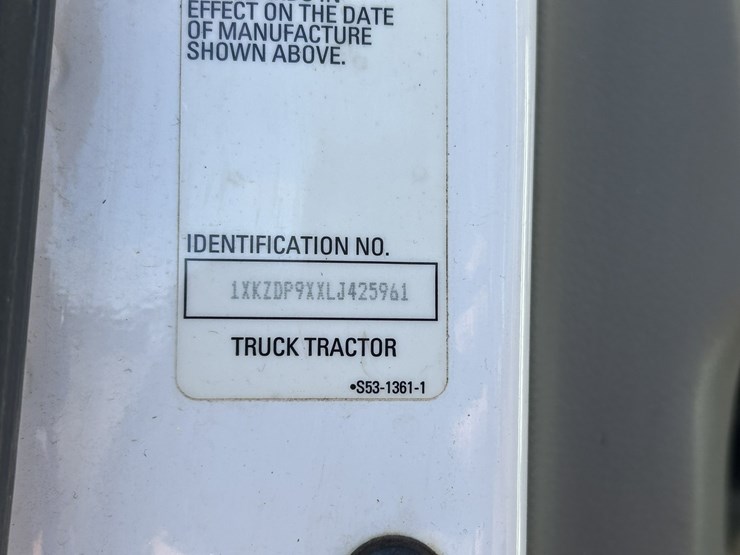 EFFECT ON THE DATE
OF MANUFACTURE
SHOWN ABOVE.
IDENTIFICATION NO.
1XKZDP9XXLJ425961
TRUCK TRACTOR
•S53-1361-1